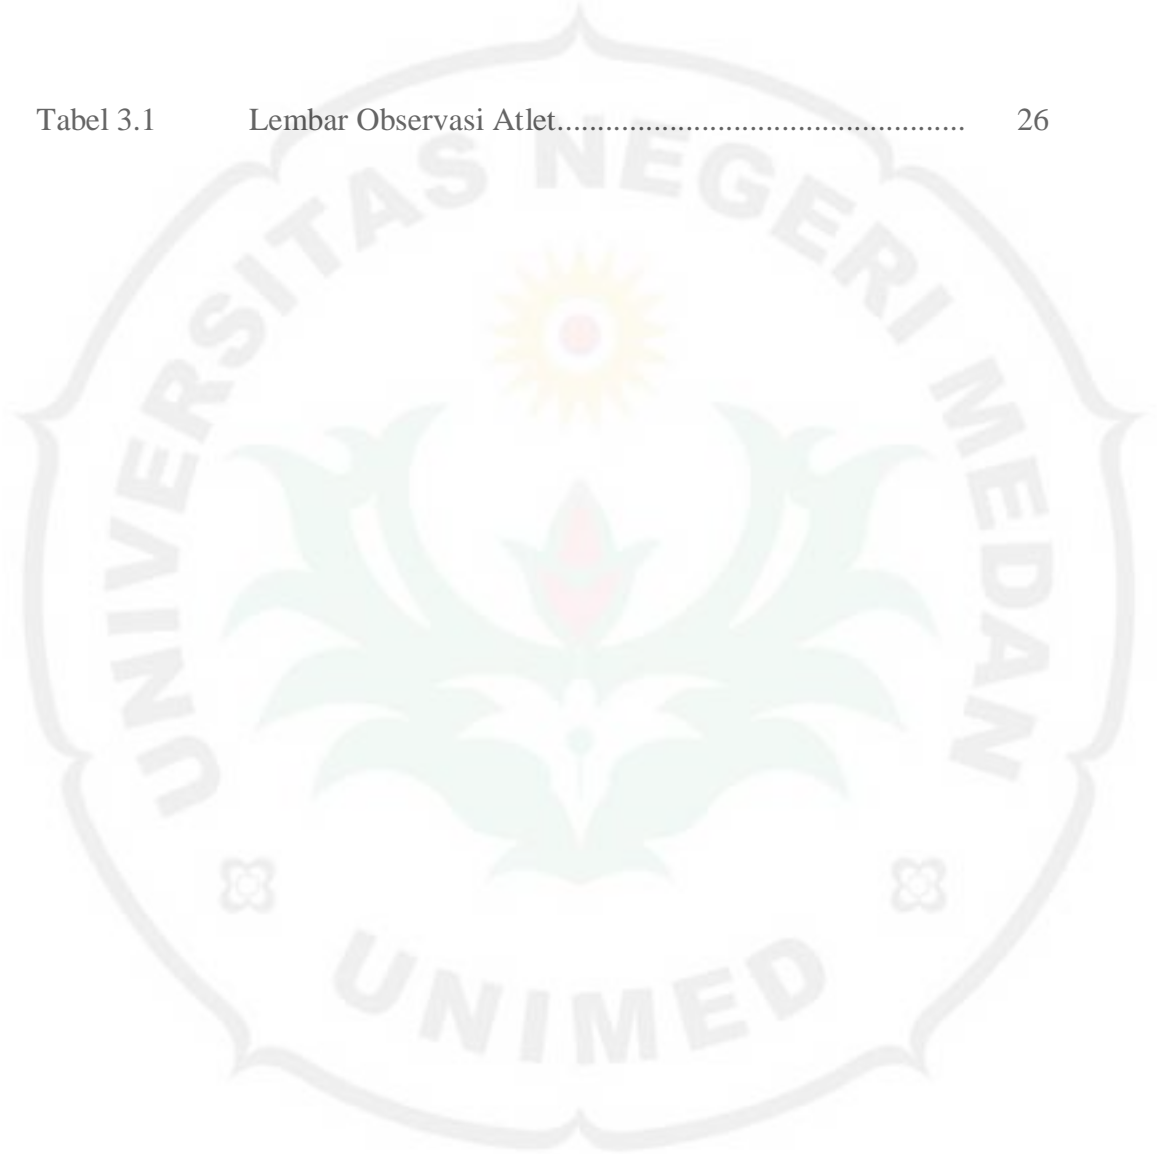 Tabel 3.1 Lembar Observasi Atlet.................................................. 26
UNIVERSITAS NEGERI MEDAN
UNIMED